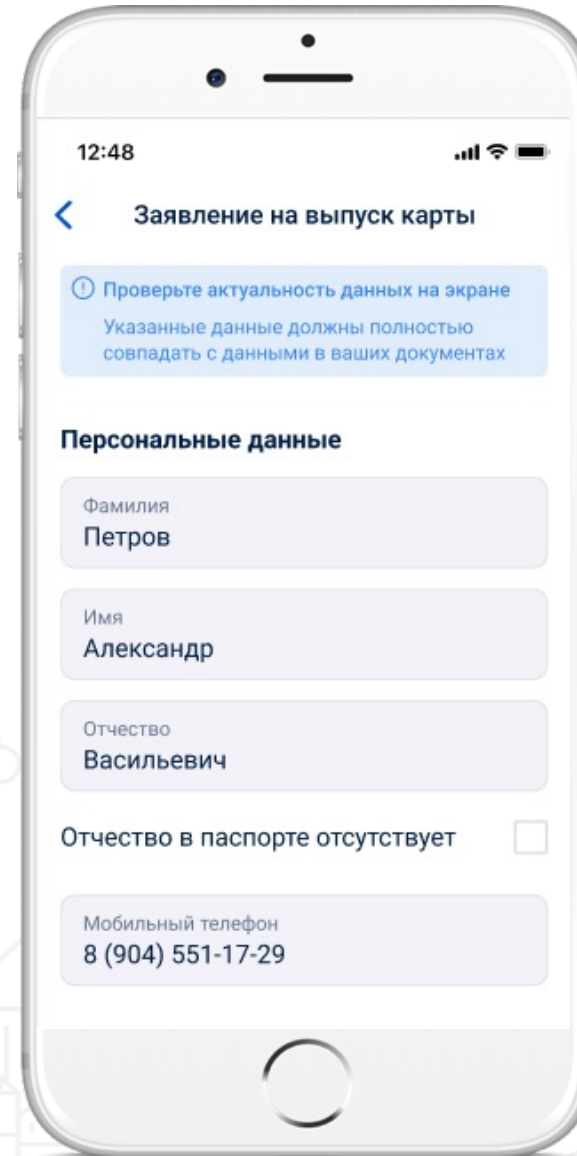 12:48
Заявление на выпуск карты
Проверьте актуальность данных на экране
Указанные данные должны полностью
совпадать с данными в ваших документах
Персональные данные
Фамилия
Петров
Имя
Александр
Отчество
Васильевич
Отчество в паспорте отсутствует
Мобильный телефон
8 (904) 551-17-29